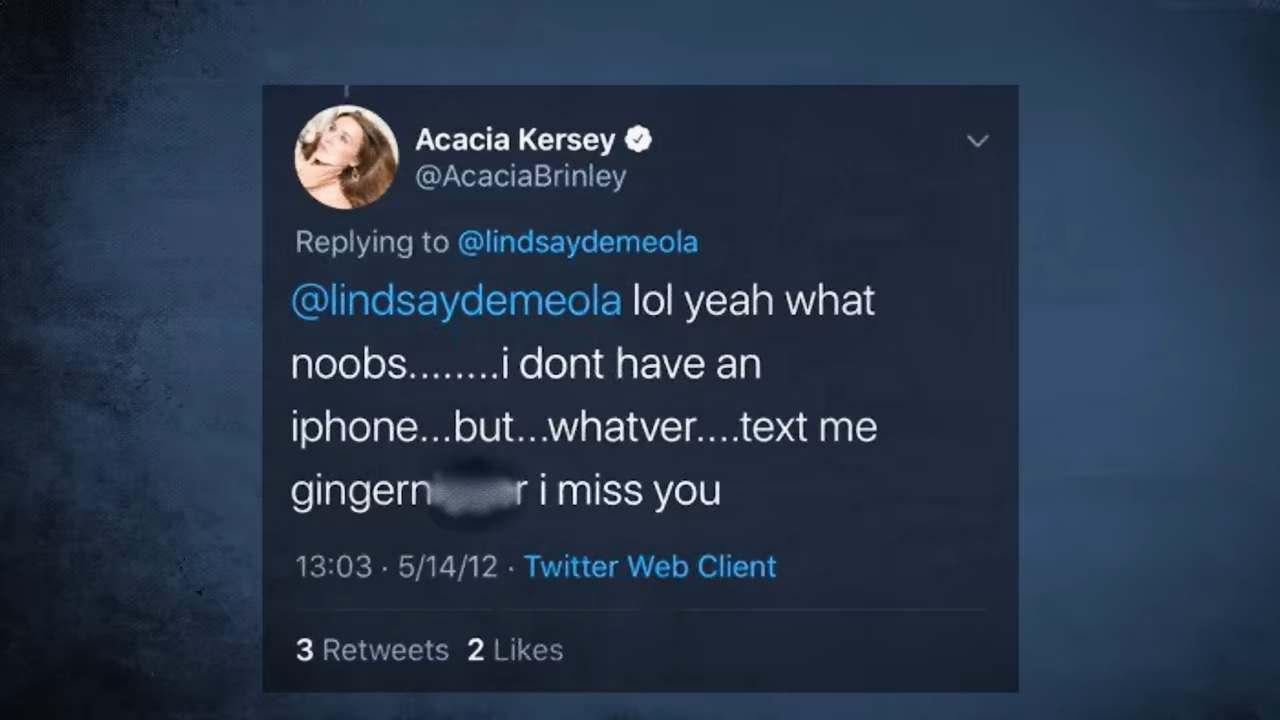 Acacia Kersey
@AcaciaBrinley
Replying to @lindsaydemeola
@lindsaydemeola lol yeah what
noobs........i dont have an
iphone...but...whatver....text me
i miss you
13:03 · 5/14/12 · Twitter Web Client
3 Retweets 2 Likes